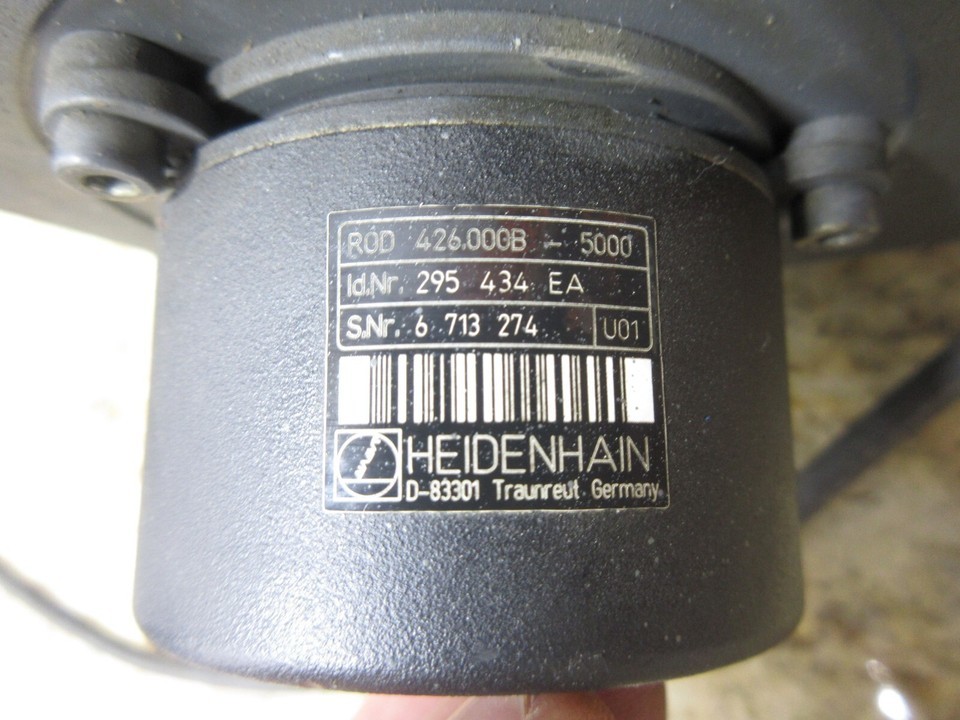 ROD 426.000B - 5000
Id.Nr. 295 434 EA
S.Nr. 6 713 274 U01
HEIDENHAIN
D-83301 Traunreut Germany